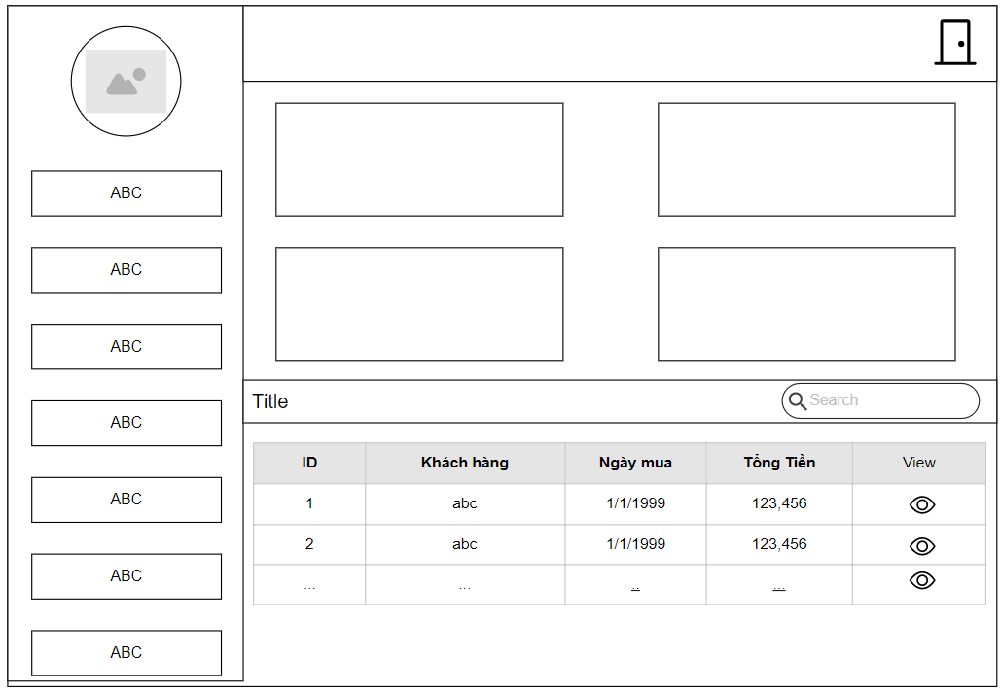 ABC
ABC
ABC
ABC
ABC
ABC
ABC
Title
Search
ID Khách hàng Ngày mua Tổng Tiền View
1 abc 1/1/1999 123,456
2 abc 1/1/1999 123,456
... ... .. ...